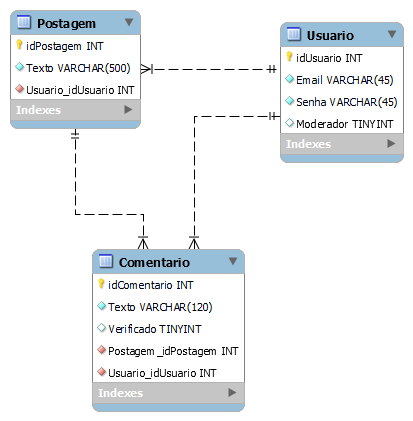 Postagem
idPostagem INT
Texto VARCHAR(500)
Usuario_idUsuario INT
Indexes
Usuario
idUsuario INT
Email VARCHAR(45)
Senha VARCHAR(45)
Moderador TINYINT
Indexes
Comentario
idComentario INT
Texto VARCHAR(120)
Verificado TINYINT
Postagem_idPostagem INT
Usuario_idUsuario INT
Indexes